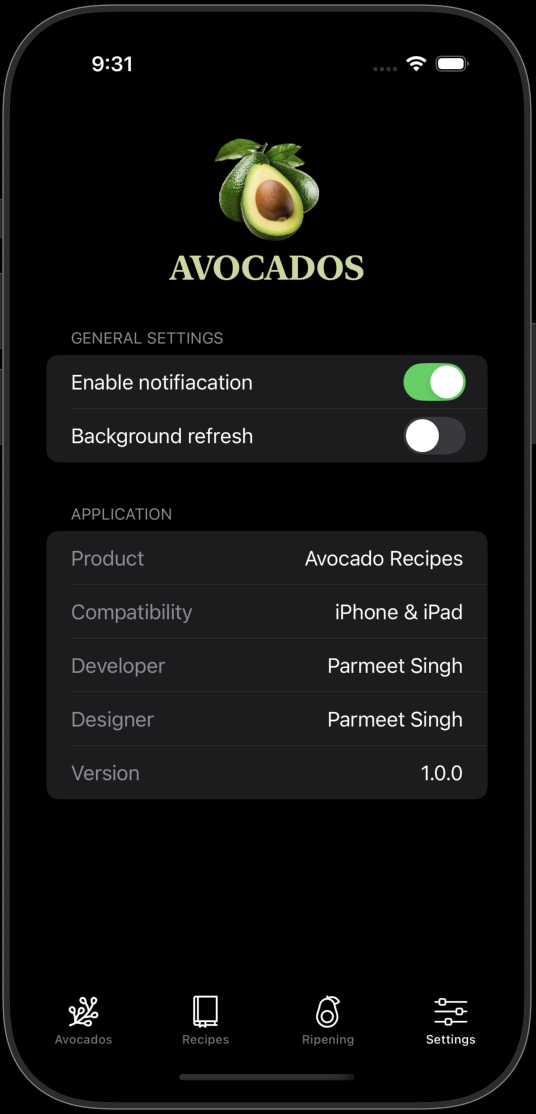 9:31
AVOCADOS
GENERAL SETTINGS
Enable notifiacation
Background refresh
APPLICATION
Product Avocado Recipes
Compatibility iPhone & iPad
Developer Parmeet Singh
Designer Parmeet Singh
Version 1.0.0
Avocados Recipes Ripening Settings